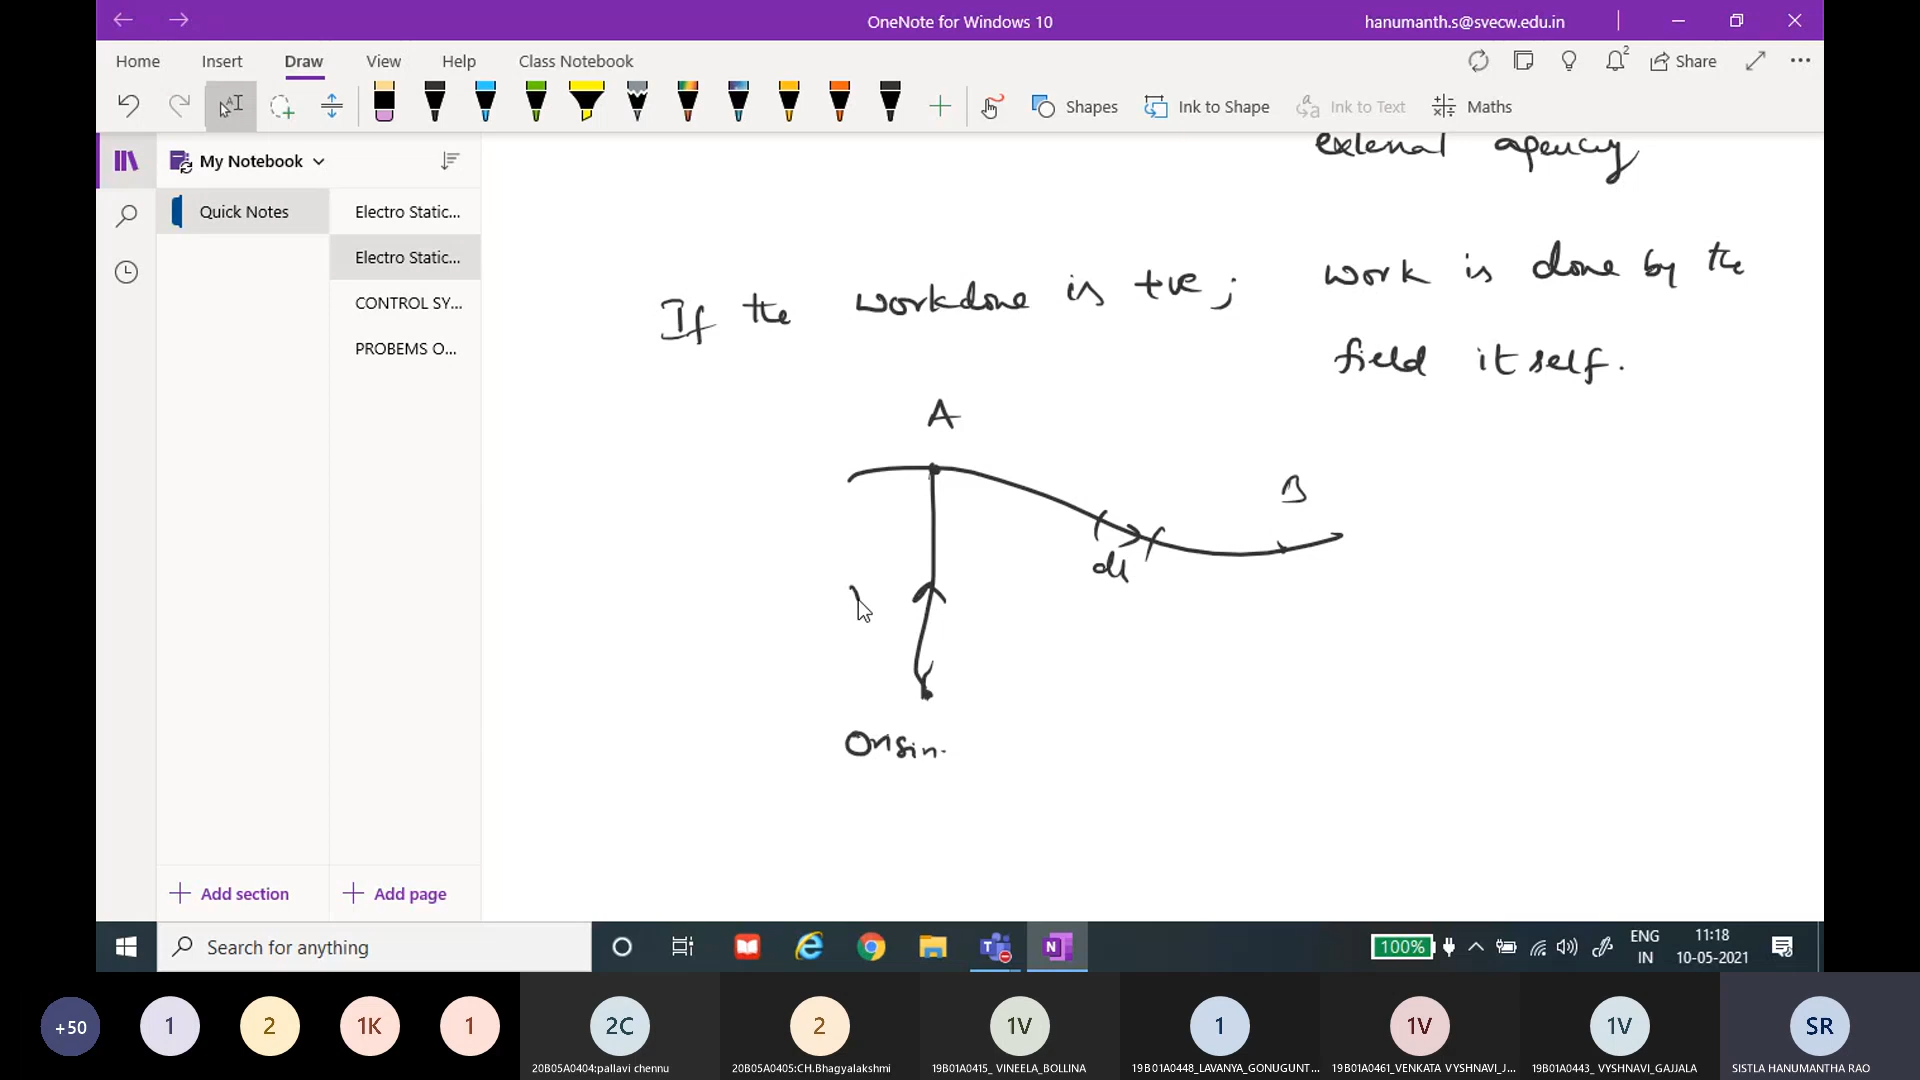 OneNote for Windows 10
hanumanth.s@svecw.edu.in
Home Insert Draw View Help Class Notebook
2 Share
Shapes Ink to Shape Ink to Text Maths
My Notebook
Quick Notes
Electro Static...
Electro Static...
CONTROL SY...
PROBEMS O...
Add section
Add page
external agency
If the workdone is +ve; work is done by the
field itself.
A
B
dl
Origin.
Search for anything
100%
ENG
IN
11:18
10-05-2021
+50
1
2
1K
1
2C
20B05A0404:pallavi chennu
2
20B05A0405:CH.Bhagyalakshmi
1V
19B01A0415_ VINEELA_BOLLINA
1
19B01A0448_LAVANYA_GONUGUNT...
1V
19B01A0461_VENKATA VYSHNAVI_J...
1V
19B01A0443_ VYSHNAVI_GAJJALA
SR
SISTLA HANUMANTHA RAO